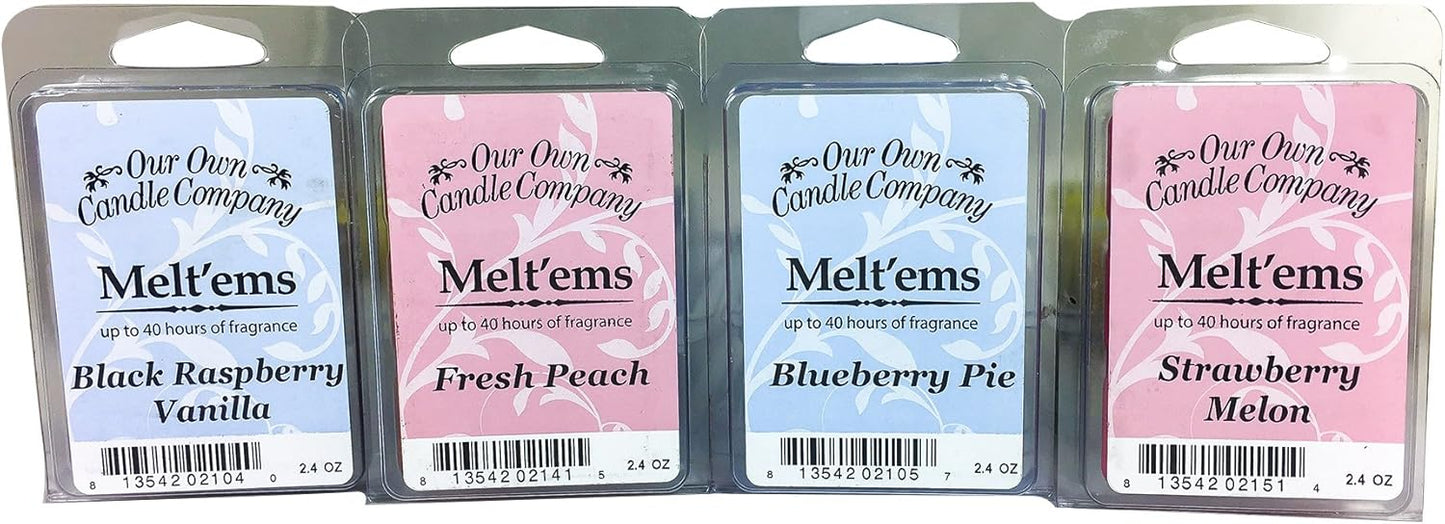 Our Own
Candle Company
Melt'ems
up to 40 hours of fragrance
Black Raspberry
Vanilla
8 13542 02104 0
2.4 OZ
Our Own
Candle Company
Melt'ems
up to 40 hours of fragrance
Fresh Peach
8 13542 02141 5
2.4 OZ
Our Own
Candle Company
Melt'ems
up to 40 hours of fragrance
Blueberry Pie
8 13542 02105 7
2.4 OZ
Our Own
Candle Company
Melt'ems
up to 40 hours of fragrance
Strawberry
Melon
8 13542 02151 4
2.4 OZ